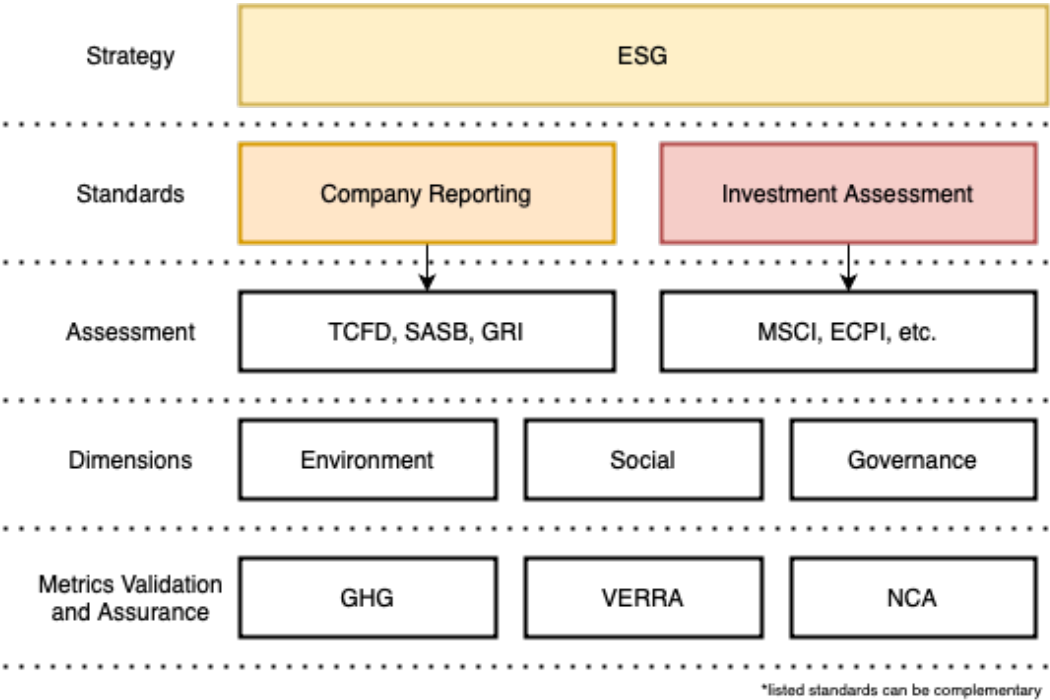 Strategy
ESG
Standards
Company Reporting
Investment Assessment
Assessment
TCFD, SASB, GRI
MSCI, ECPI, etc.
Dimensions
Environment
Social
Governance
Metrics Validation
and Assurance
GHG
VERRA
NCA
*listed standards can be complementary